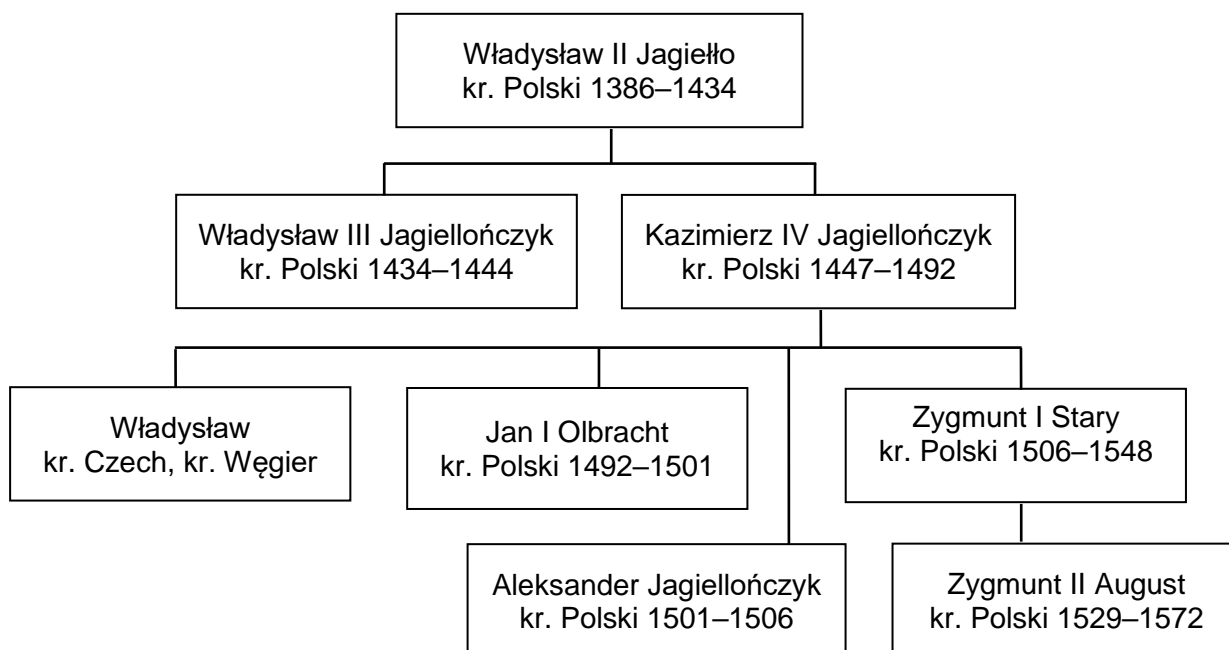 Władysław II Jagiełło
kr. Polski 1386–1434
Władysław III Jagiellończyk
kr. Polski 1434–1444
Kazimierz IV Jagiellończyk
kr. Polski 1447–1492
Władysław
kr. Czech, kr. Węgier
Jan I Olbracht
kr. Polski 1492–1501
Zygmunt I Stary
kr. Polski 1506–1548
Aleksander Jagiellończyk
kr. Polski 1501–1506
Zygmunt II August
kr. Polski 1529–1572